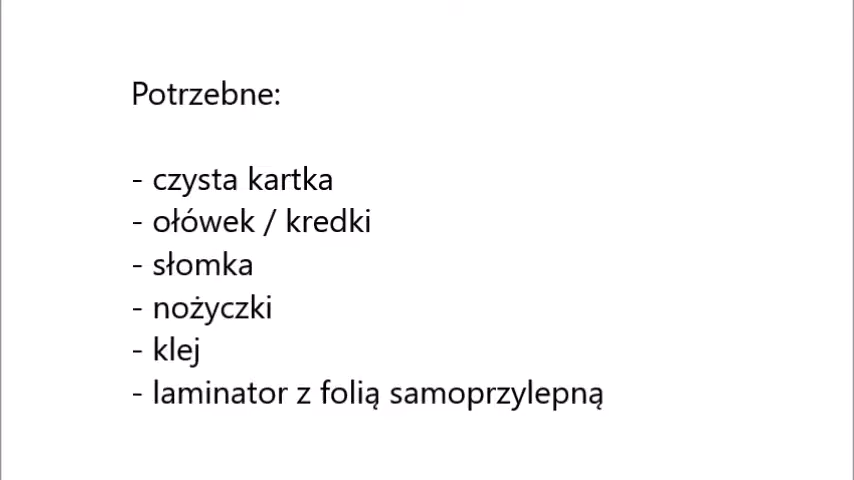 Potrzebne:
- czysta kartka
- ołówek / kredki
- słomka
- nożyczki
- klej
- laminator z folią samoprzylepną